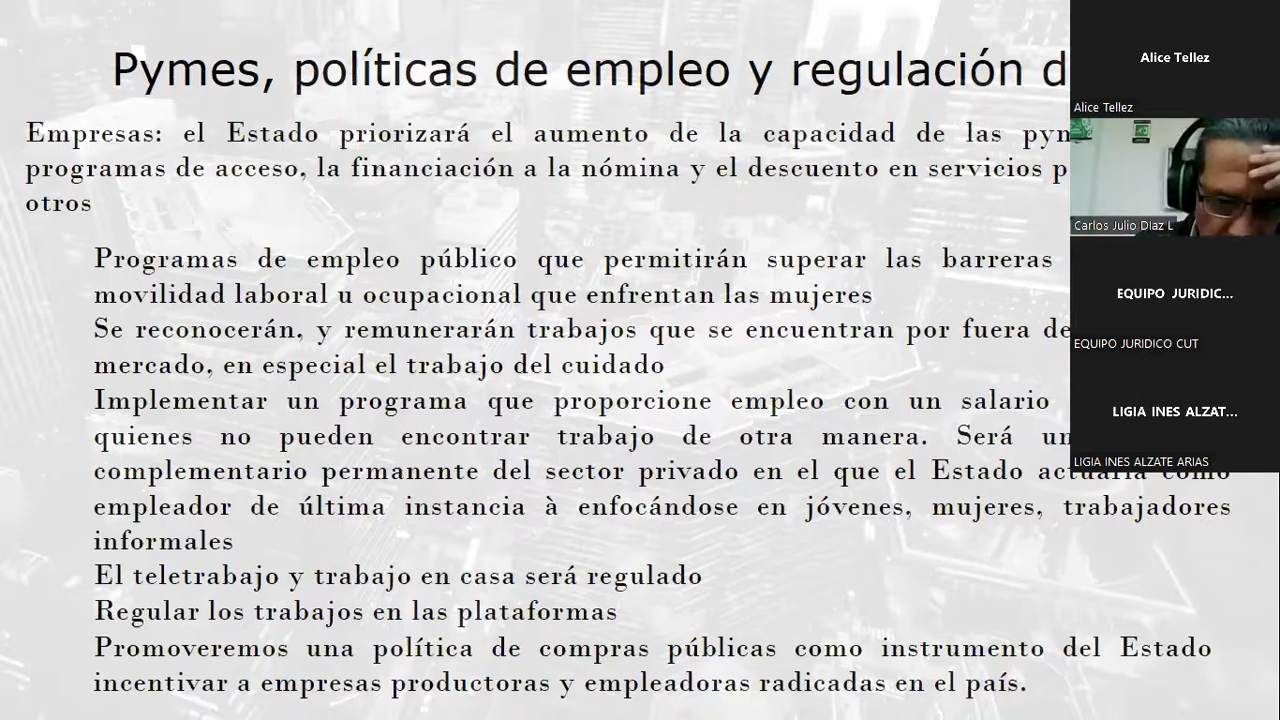 Pymes, políticas de empleo y regulación d
Empresas: el Estado priorizará el aumento de la capacidad de las
programas de acceso, la financiación a la nómina y el descuento en servicios
otros
Programas de empleo público que permitirán superar las barreras
movilidad laboral u ocupacional que enfrentan las mujeres
Se reconocerán, y remunerarán trabajos que se encuentran por fuera de
mercado, en especial el trabajo del cuidado
Implementar un programa que proporcione empleo con un salario
quienes no pueden encontrar trabajo de otra manera. Será un
complementario permanente del sector privado en el que el Estado actuaría como
empleador de última instancia à enfocándose en jóvenes, mujeres, trabajadores
informales
El teletrabajo y trabajo en casa será regulado
Regular los trabajos en las plataformas
Promoveremos una política de compras públicas como instrumento del Estado
incentivar a empresas productoras y empleadoras radicadas en el país.
Alice Tellez
Alice Tellez
Carlos Julio DIaz L
EQUIPO JURIDIC...
EQUIPO JURIDICO CUT
LIGIA INES ALZAT...
LIGIA INES ALZATE ARIAS